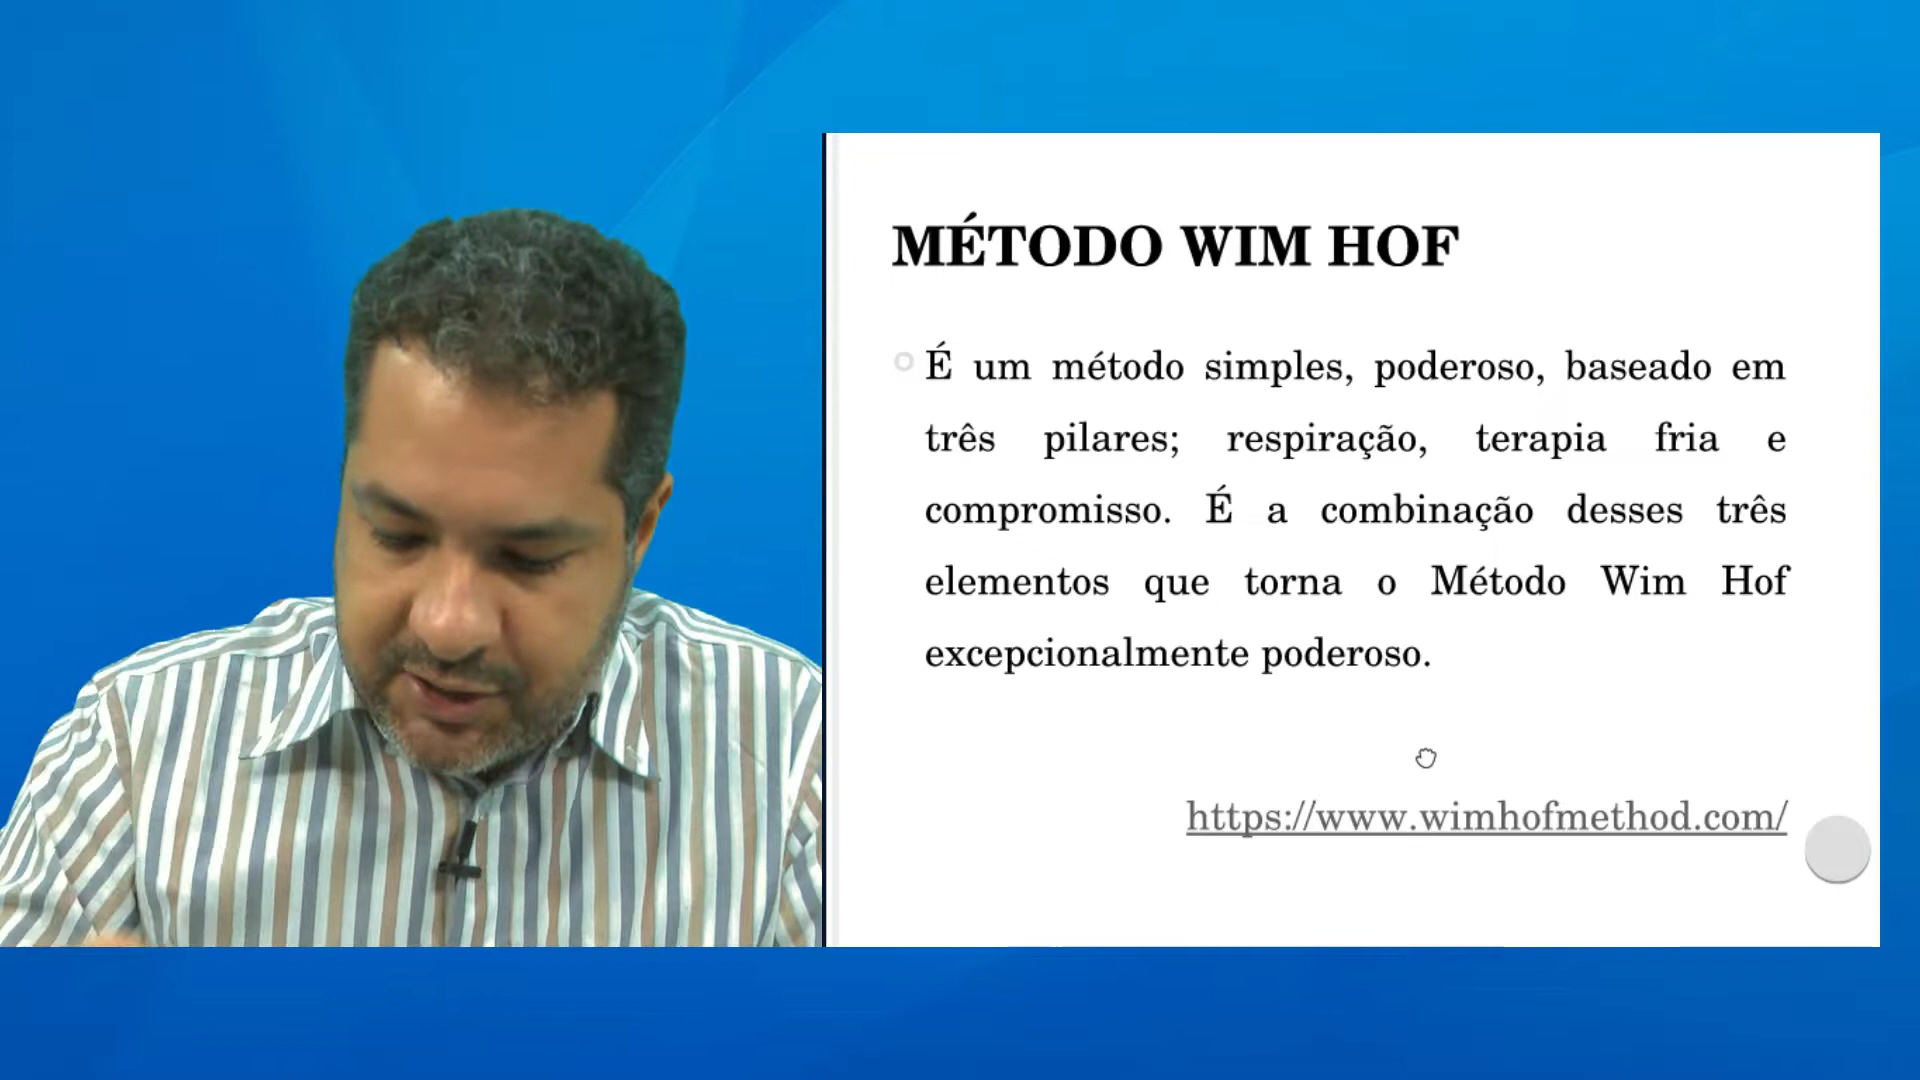 MÉTODO WIM HOF
É um método simples, poderoso, baseado em
três pilares; respiração, terapia fria e
compromisso. É a combinação desses três
elementos que torna o Método Wim Hof
excepcionalmente poderoso.
https://www.wimhofmethod.com/